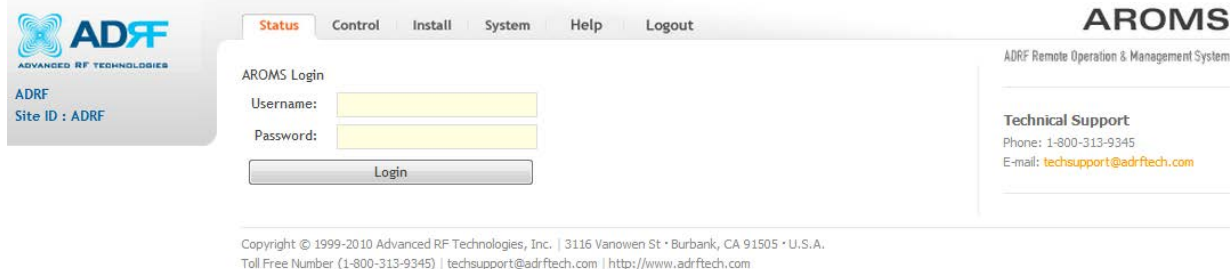 ADRF
ADVANCED RF TECHNOLOGIES
ADRF
Site ID : ADRF
Status Control Install System Help Logout
AROMS Login
Username:
Password:
Login
AROMS
ADRF Remote Operation & Management System
Technical Support
Phone: 1-800-313-9345
E-mail: techsupport@adrftech.com
Copyright © 1999-2010 Advanced RF Technologies, Inc. | 3116 Vanowen St · Burbank, CA 91505 · U.S.A.
Toll Free Number (1-800-313-9345) | techsupport@adrftech.com | http://www.adrftech.com